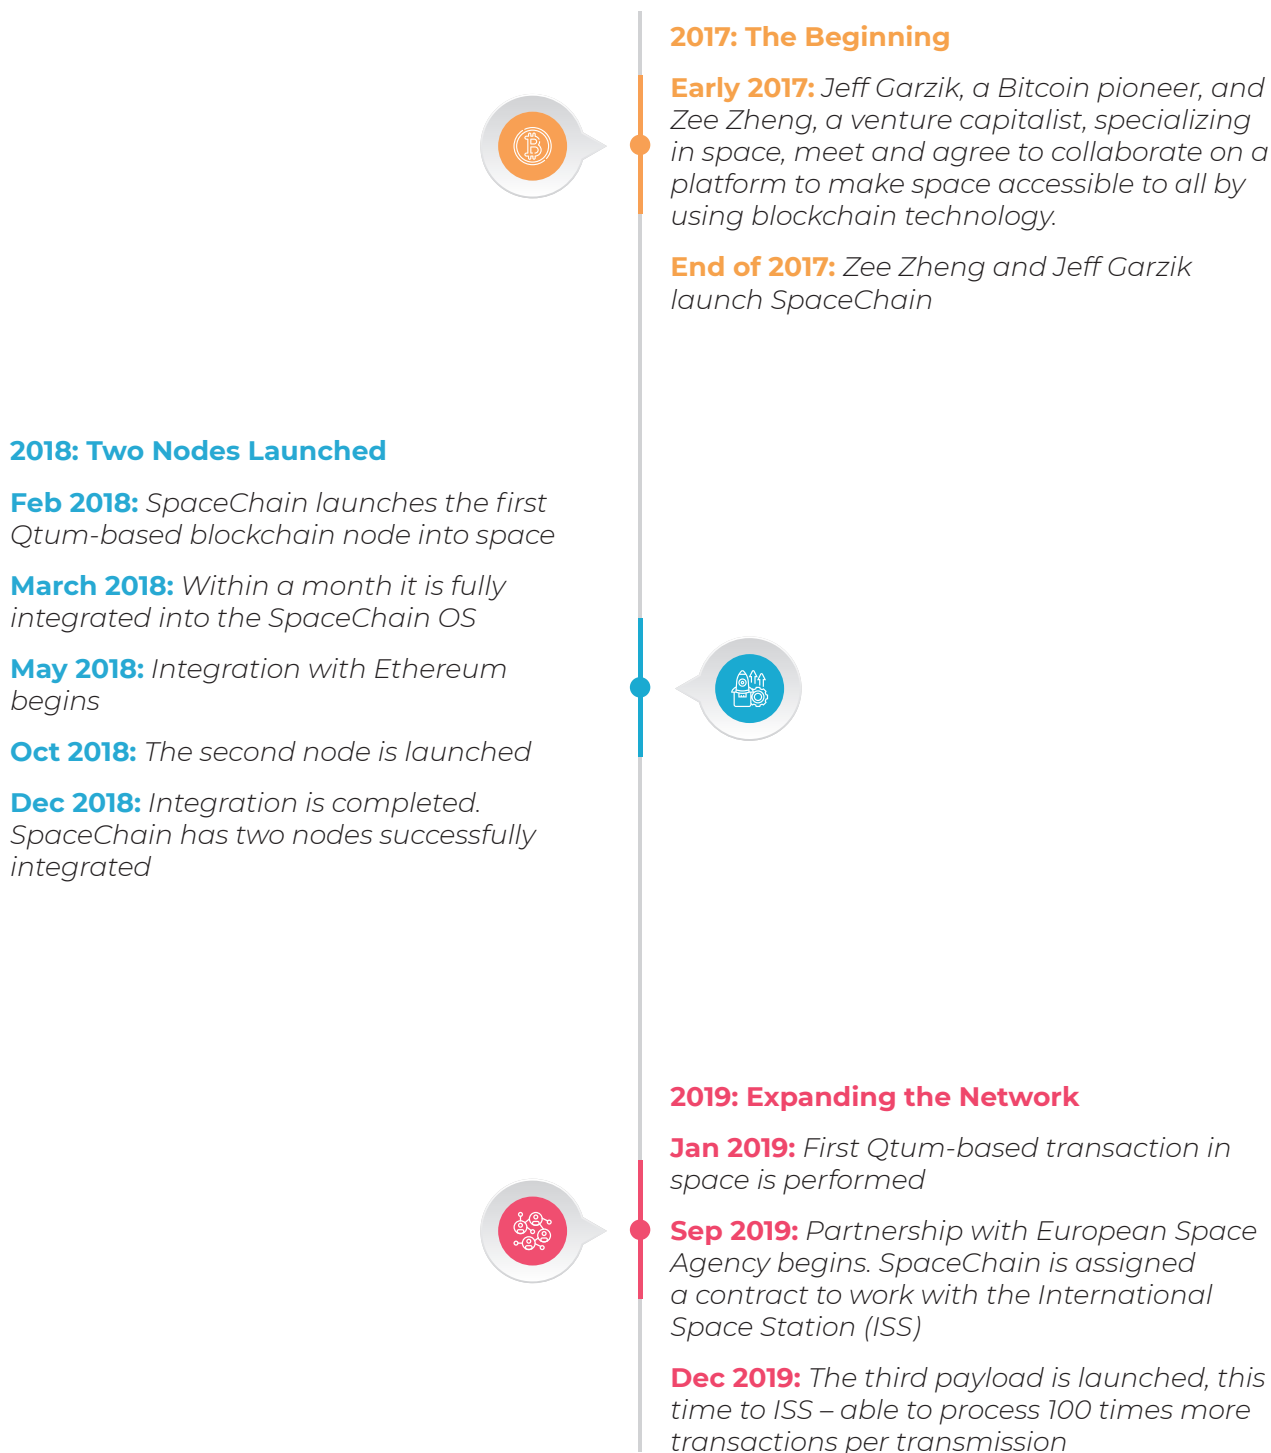 2017: The Beginning
Early 2017: Jeff Garzik, a Bitcoin pioneer, and
Zee Zheng, a venture capitalist, specializing
in space, meet and agree to collaborate on a
platform to make space accessible to all by
using blockchain technology.
End of 2017: Zee Zheng and Jeff Garzik
launch SpaceChain
2018: Two Nodes Launched
Feb 2018: SpaceChain launches the first
Qtum-based blockchain node into space
March 2018: Within a month it is fully
integrated into the SpaceChain OS
May 2018: Integration with Ethereum
begins
Oct 2018: The second node is launched
Dec 2018: Integration is completed.
SpaceChain has two nodes successfully
integrated
2019: Expanding the Network
Jan 2019: First Qtum-based transaction in
space is performed
Sep 2019: Partnership with European Space
Agency begins. SpaceChain is assigned
a contract to work with the International
Space Station (ISS)
Dec 2019: The third payload is launched, this
time to ISS – able to process 100 times more
transactions per transmission